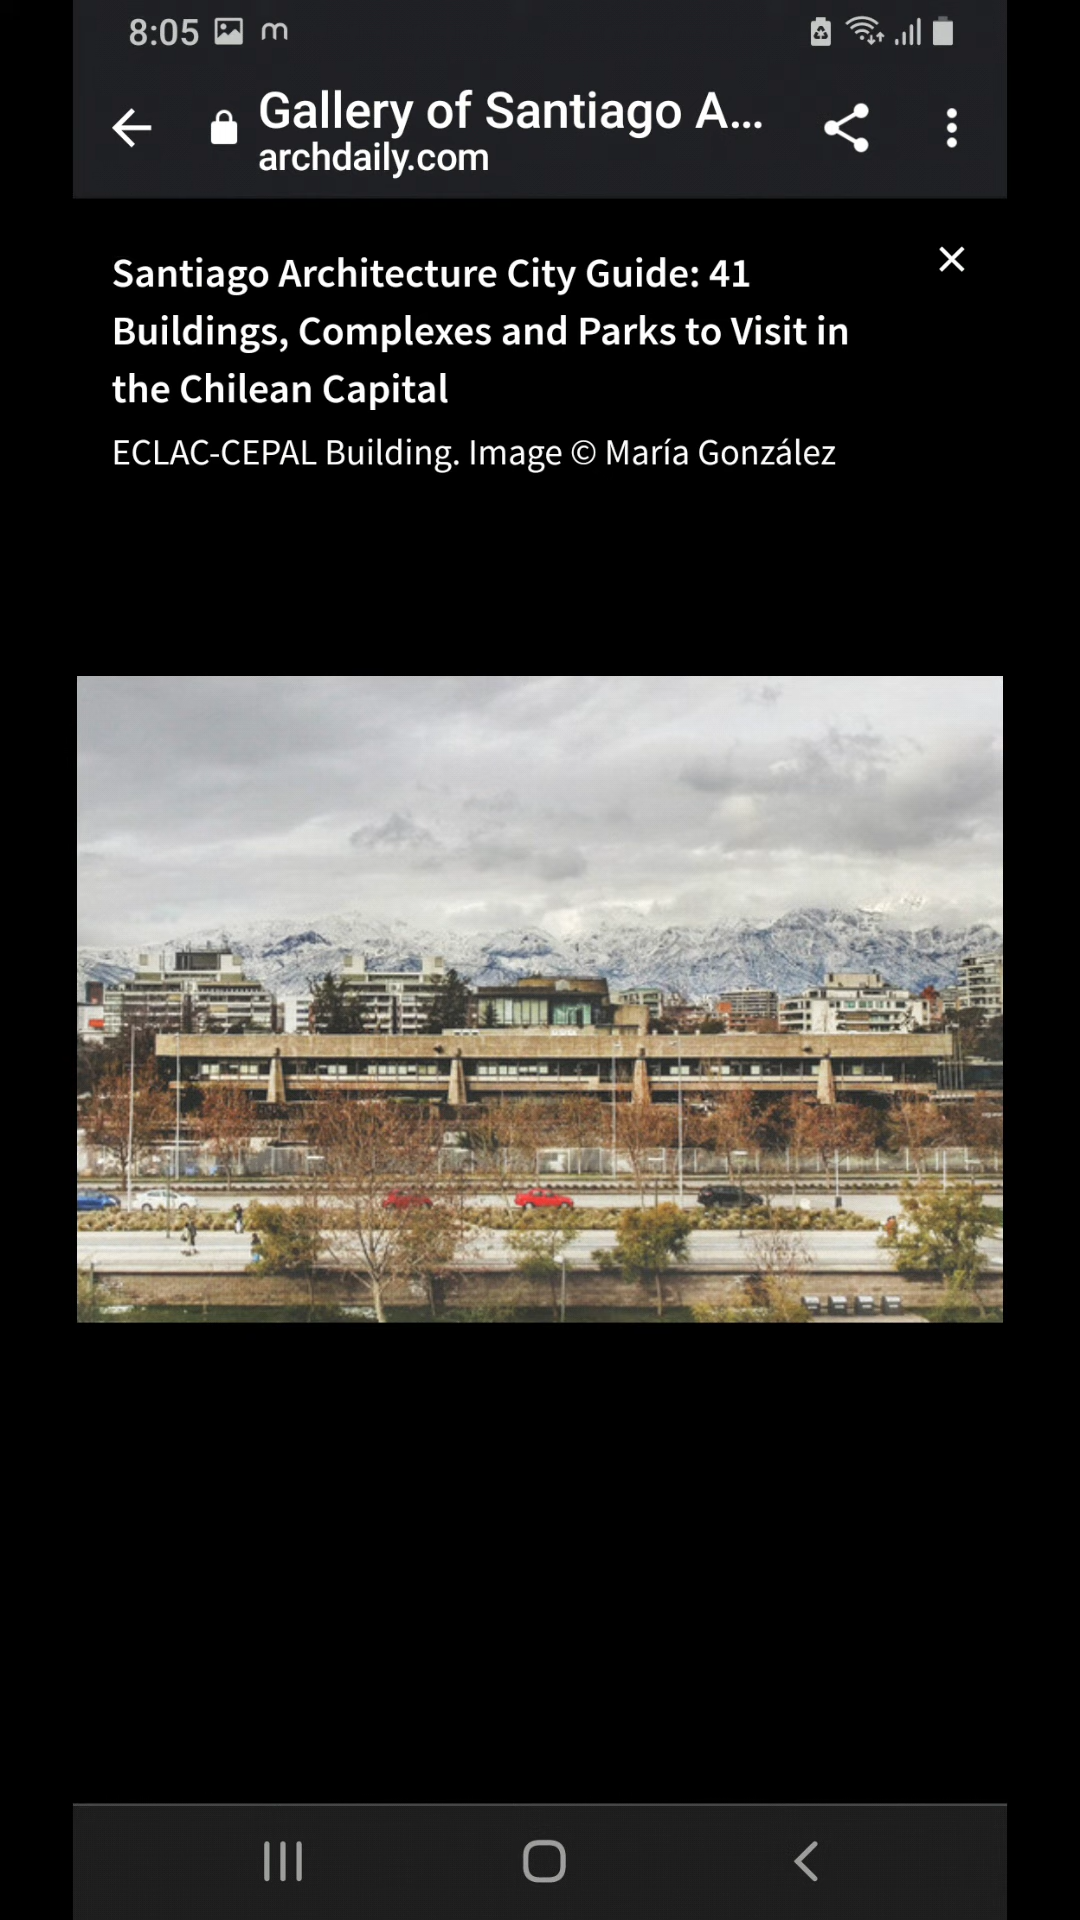 8:05 m
Gallery of Santiago A...
archdaily.com
Santiago Architecture City Guide: 41
Buildings, Complexes and Parks to Visit in
the Chilean Capital
ECLAC-CEPAL Building. Image © María González